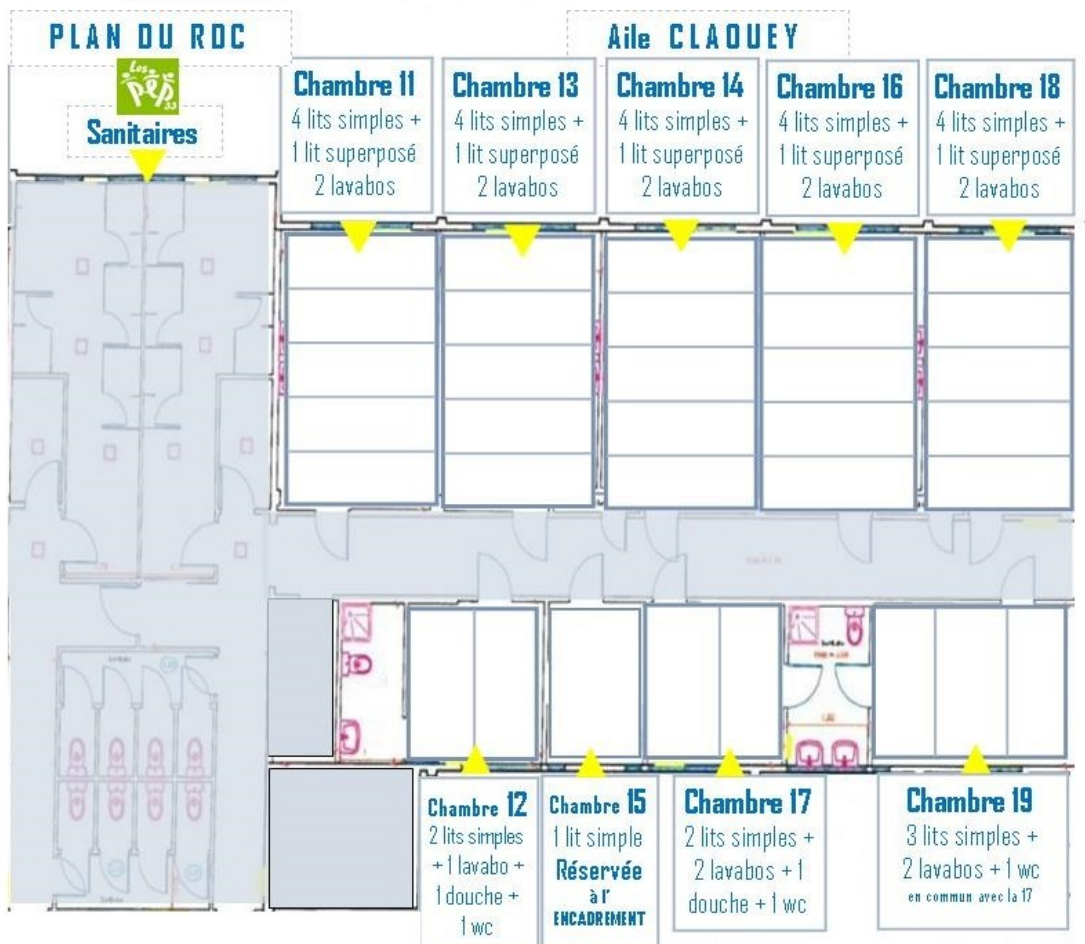 PLAN DU RDC
Aile CLAOUEY
Les PEP 33
Sanitaires
Chambre 11
4 lits simples +
1 lit superposé
2 lavabos
Chambre 13
4 lits simples +
1 lit superposé
2 lavabos
Chambre 14
4 lits simples +
1 lit superposé
2 lavabos
Chambre 16
4 lits simples +
1 lit superposé
2 lavabos
Chambre 18
4 lits simples +
1 lit superposé
2 lavabos
Chambre 12
2 lits simples
+ 1 lavabo +
1 douche +
1 wc
Chambre 15
1 lit simple
Réservée
à l'
ENCADREMENT
Chambre 17
2 lits simples +
2 lavabos + 1
douche + 1 wc
Chambre 19
3 lits simples +
2 lavabos + 1 wc
en commun avec la 17